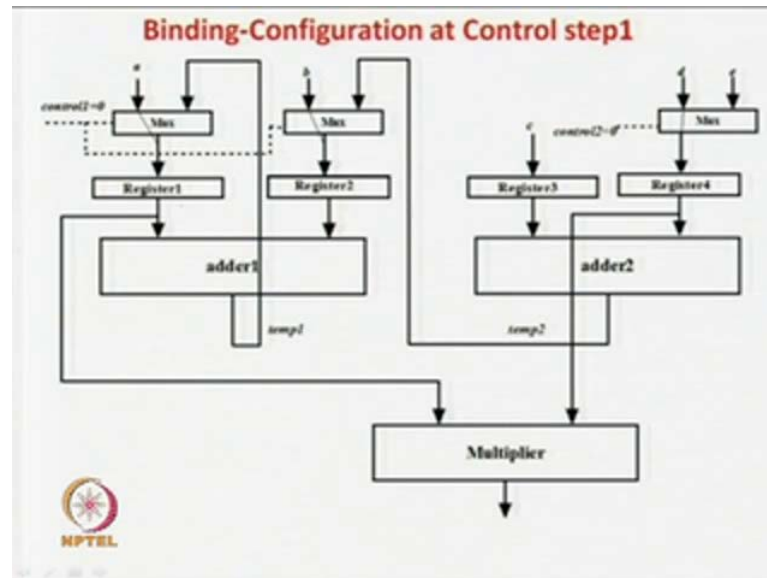 Binding-Configuration at Control step1
a
b
d
e
control1=0
Mux
Mux
c
control2=0
Mux
Register1
Register2
Register3
Register4
adder1
adder2
temp1
temp2
Multiplier
NPTEL